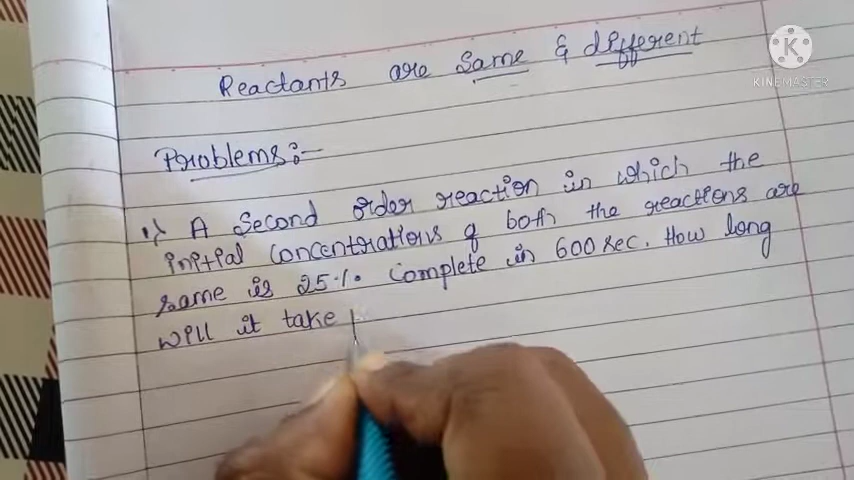 Reactants are Same & different
KINEMASTER
Problems:-
1) A Second order reaction in which the
initial Concentrations of both the reactions are
same is 25%. Complete in 600 sec. How long
will it take